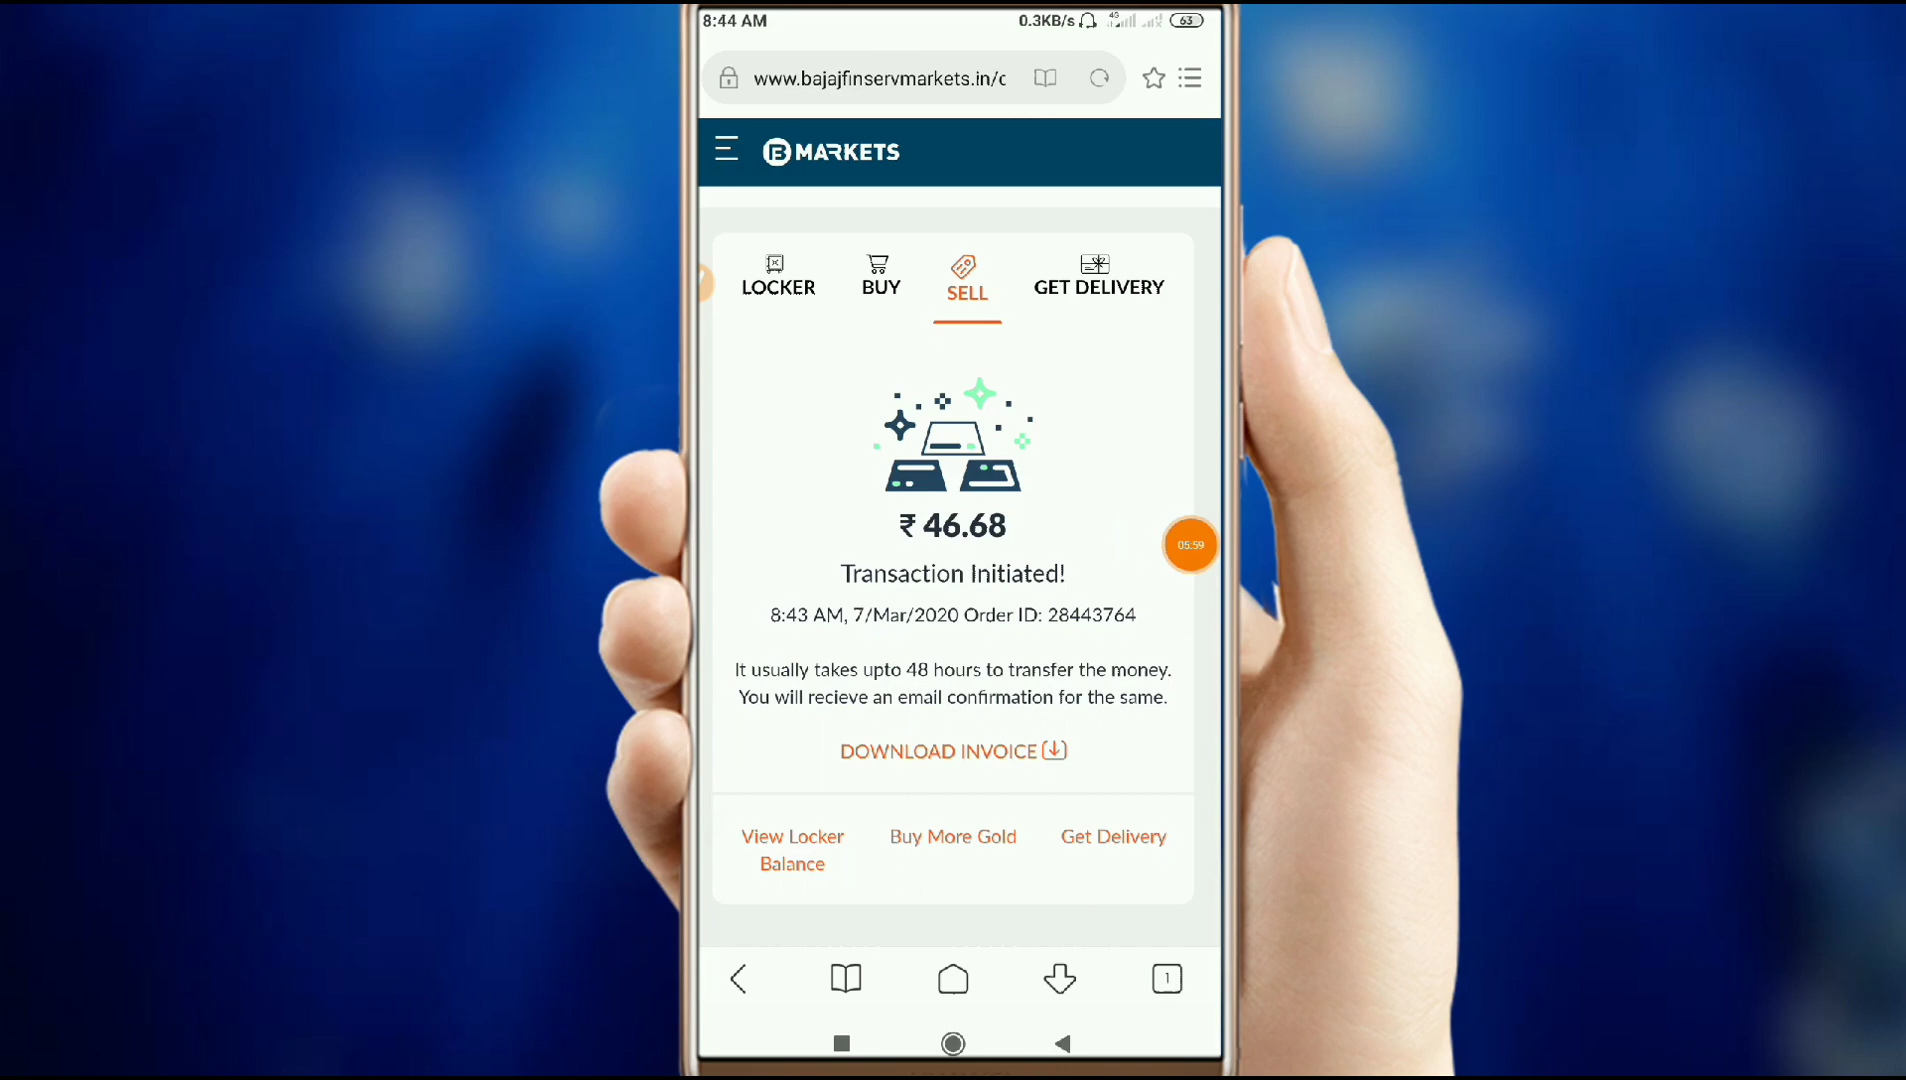 8:44 AM 0.3KB/s 4G 63
www.bajajfinservmarkets.in/c
B MARKETS
LOCKER BUY SELL GET DELIVERY
₹ 46.68
05:59
Transaction Initiated!
8:43 AM, 7/Mar/2020 Order ID: 28443764
It usually takes upto 48 hours to transfer the money.
You will recieve an email confirmation for the same.
DOWNLOAD INVOICE
View Locker Balance
Buy More Gold
Get Delivery
1